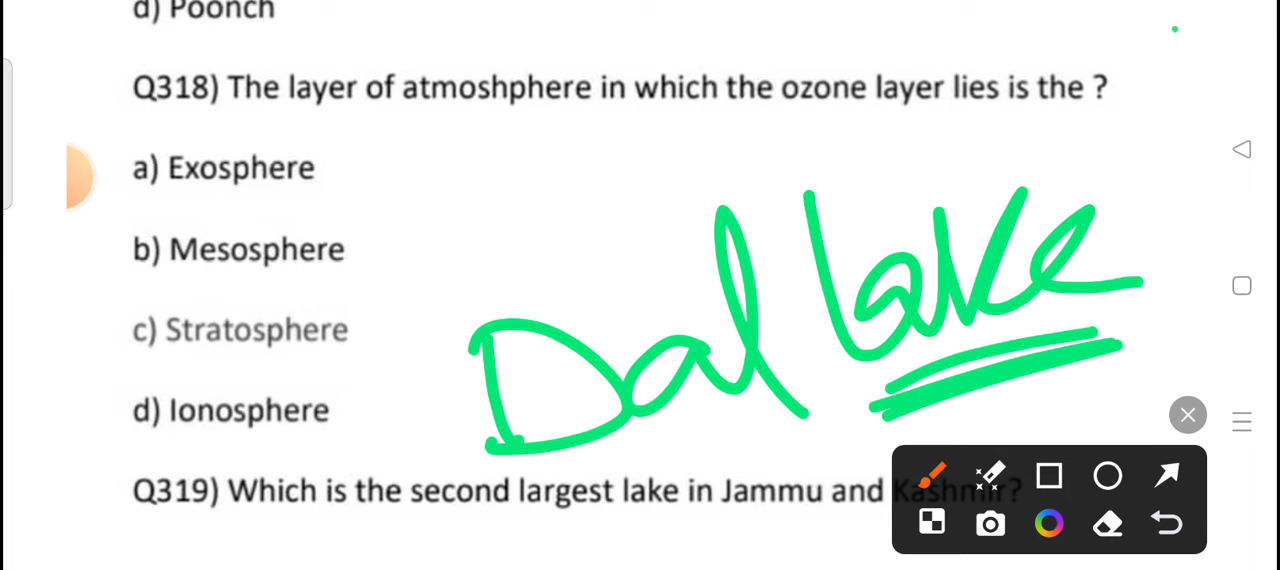 d) Poonch
Q318) The layer of atmoshphere in which the ozone layer lies is the ?
a) Exosphere
b) Mesosphere
c) Stratosphere
d) Ionosphere
Dal lake
Q319) Which is the second largest lake in Jammu and Kashmir?